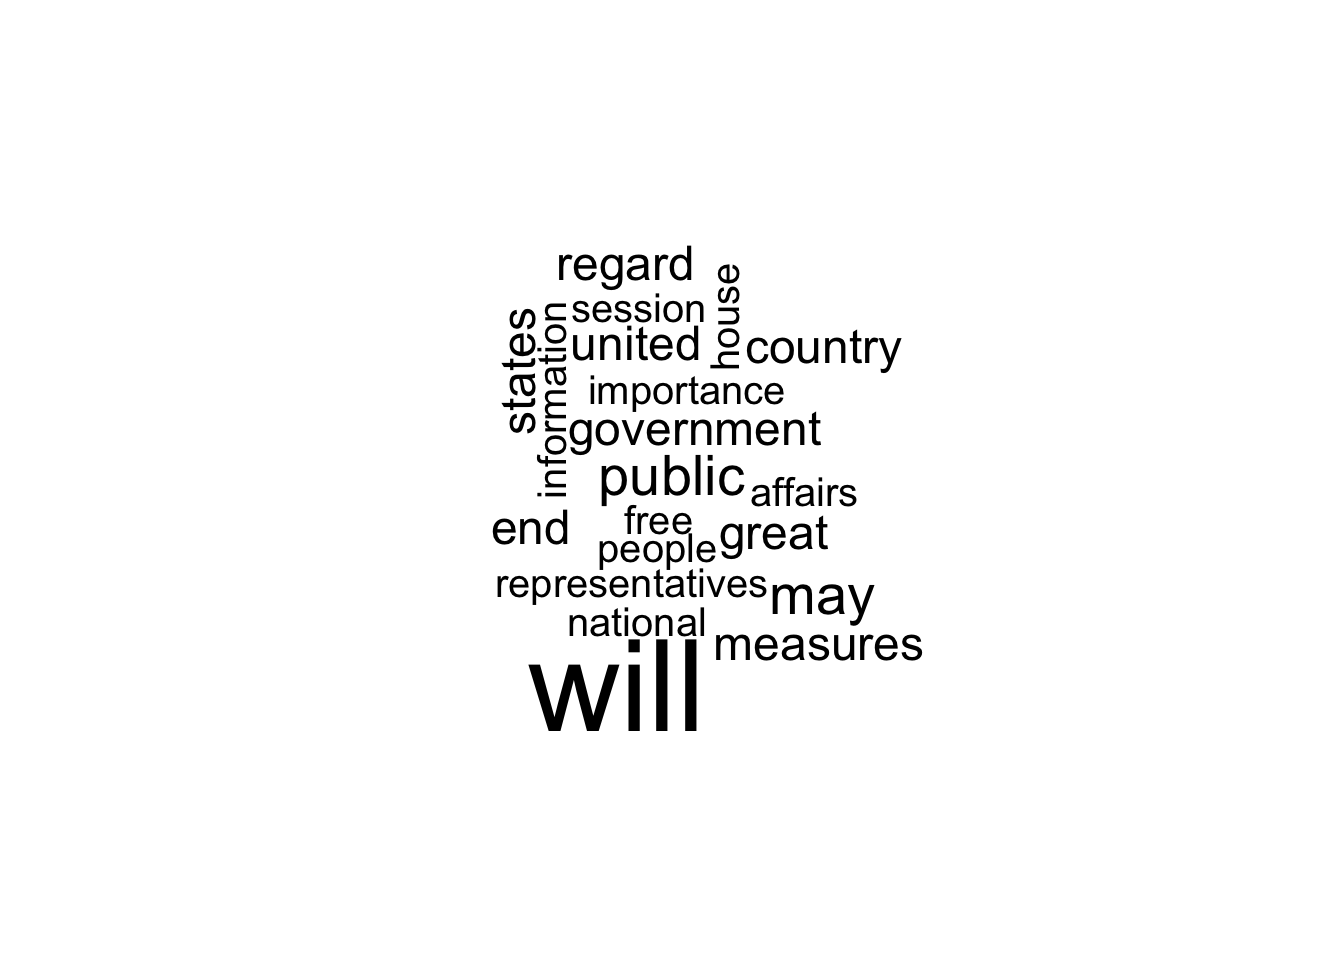 regard
session
house
states
information
united
country
importance
government
public
affairs
end
free
great
people
representatives
may
national
measures
will